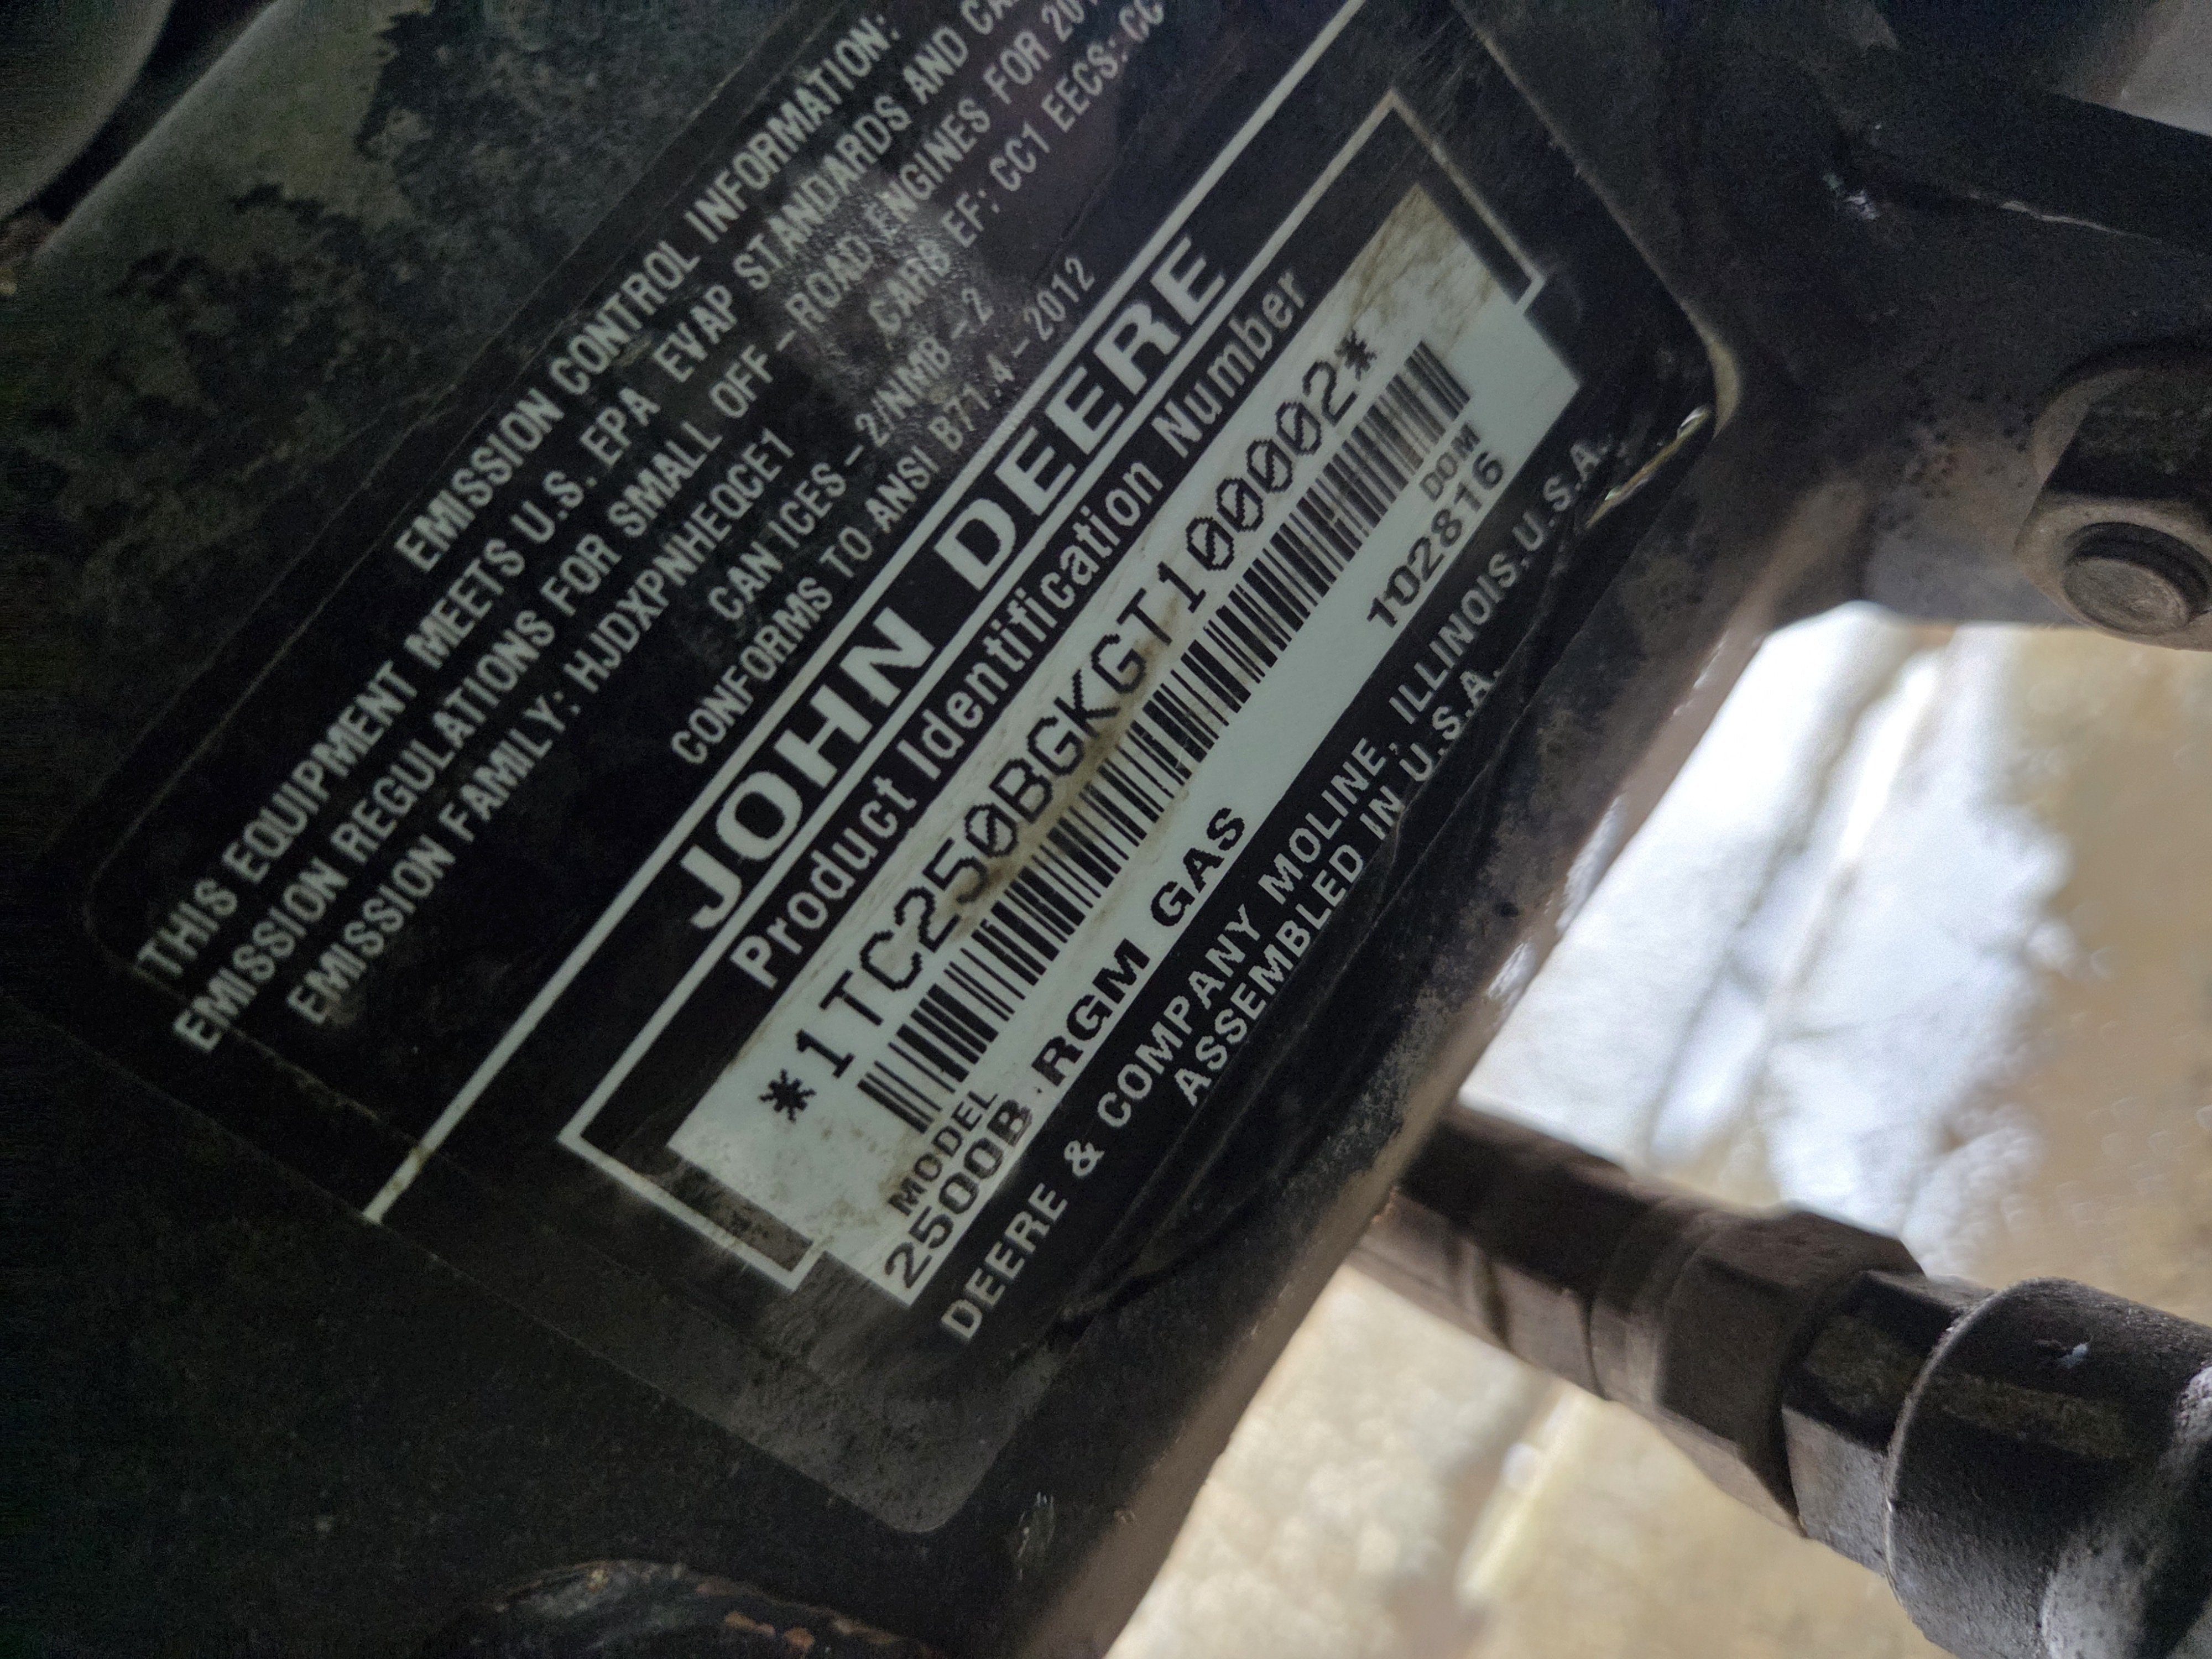 EMISSION CONTROL INFORMATION:
THIS EQUIPMENT MEETS U.S. EPA EVAP STANDARDS AND
EMISSION REGULATIONS FOR SMALL OFF-ROAD ENGINES FOR
EMISSION FAMILY: HJDXPNHEQCE1 CARB EF: CC1 EECS:
CAN ICES-2/NMB-2
CONFORMS TO ANSI B71.4-2012
JOHN DEERE
Product Identification Number
*1TC250BGKGT100002*
MODEL DOM
2500B RGM GAS 102816
DEERE & COMPANY MOLINE, ILLINOIS, U.S.A.
ASSEMBLED IN U.S.A.